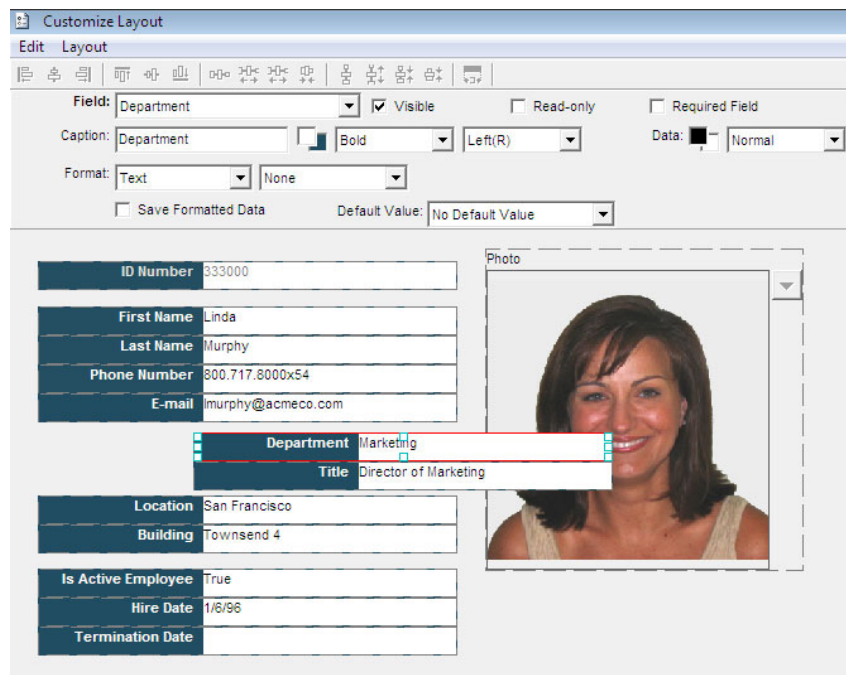 Customize Layout
Edit Layout
Field: Department Visible Read-only Required Field
Caption: Department Bold Left(R) Data: Normal
Format: Text None
Save Formatted Data Default Value: No Default Value
Photo
ID Number 333000
First Name Linda
Last Name Murphy
Phone Number 800.717.8000x54
E-mail lmurphy@acmeco.com
Department Marketing
Title Director of Marketing
Location San Francisco
Building Townsend 4
Is Active Employee True
Hire Date 1/6/96
Termination Date